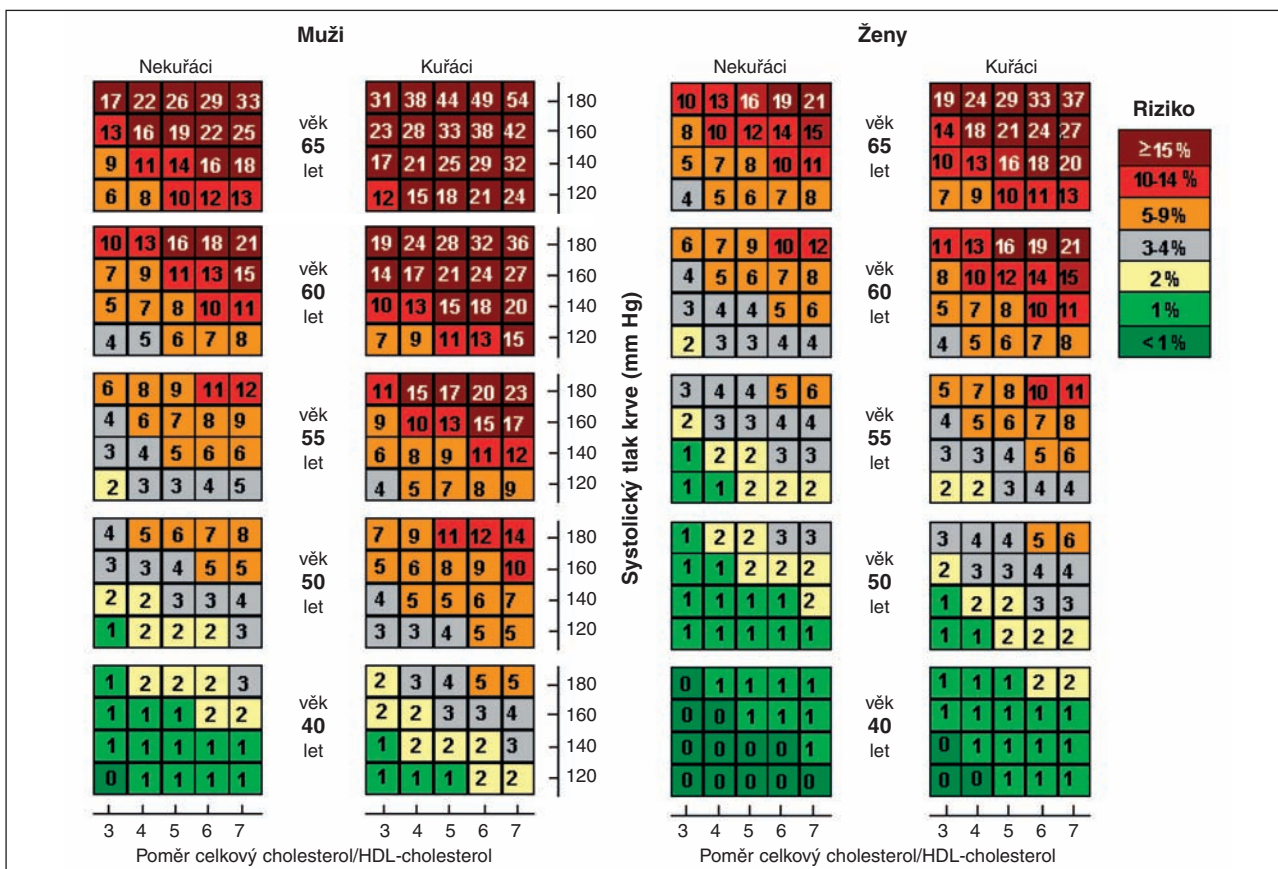 Muži Ženy
Nekuřáci Kuřáci Nekuřáci Kuřáci
17 22 26 29 33 31 38 44 49 54 180 10 13 16 19 21 19 24 29 33 37 Riziko
13 16 19 22 25 věk 23 28 33 38 42 160 8 10 12 14 15 věk 14 18 21 24 27 ≥15 %
9 11 14 16 18 65 17 21 25 29 32 140 5 7 8 10 11 65 10 13 16 18 20 10-14 %
6 8 10 12 13 let 12 15 18 21 24 120 4 5 6 7 8 let 7 9 10 11 13 5-9%
10 13 16 18 21 19 24 28 32 36 180 6 7 9 10 12 11 13 16 19 21 3-4%
7 9 11 13 15 věk 14 17 21 24 27 160 4 5 6 7 8 věk 8 10 12 14 15 2%
5 7 8 10 11 60 10 13 15 18 20 140 3 4 4 5 6 60 5 7 8 10 11 1%
4 5 6 7 8 let 7 9 11 13 15 120 2 3 3 4 4 let 4 5 6 7 8 <1%
Systolický tlak krve (mm Hg)
6 8 9 11 12 11 15 17 20 23 180 3 4 4 5 6 5 7 8 10 11
4 6 7 8 9 věk 9 10 13 15 17 160 2 3 3 4 4 věk 4 5 6 7 8
3 4 5 6 6 55 6 8 9 11 12 140 1 2 2 3 3 55 3 3 4 5 6
2 3 3 4 5 let 4 5 7 8 9 120 1 1 2 2 2 let 2 2 3 4 4
4 5 6 7 8 7 9 11 12 14 180 1 2 2 3 3 3 4 4 5 6
3 3 4 5 5 věk 5 6 8 9 10 160 1 1 2 2 2 věk 2 3 3 4 4
2 2 3 3 4 50 4 5 5 6 7 140 1 1 1 1 2 50 1 2 2 3 3
1 2 2 2 3 let 3 3 4 5 5 120 1 1 1 1 1 let 1 1 2 2 2
1 2 2 2 3 2 3 4 5 5 180 0 1 1 1 1 1 1 1 2 2
1 1 1 2 2 věk 2 2 3 3 4 160 0 0 1 1 1 věk 1 1 1 1 1
1 1 1 1 1 40 1 2 2 2 3 140 0 0 0 0 1 40 0 1 1 1 1
0 1 1 1 1 let 1 1 1 2 2 120 0 0 0 0 0 let 0 0 1 1 1
3 4 5 6 7 3 4 5 6 7 3 4 5 6 7 3 4 5 6 7
Poměr celkový cholesterol/HDL-cholesterol Poměr celkový cholesterol/HDL-cholesterol